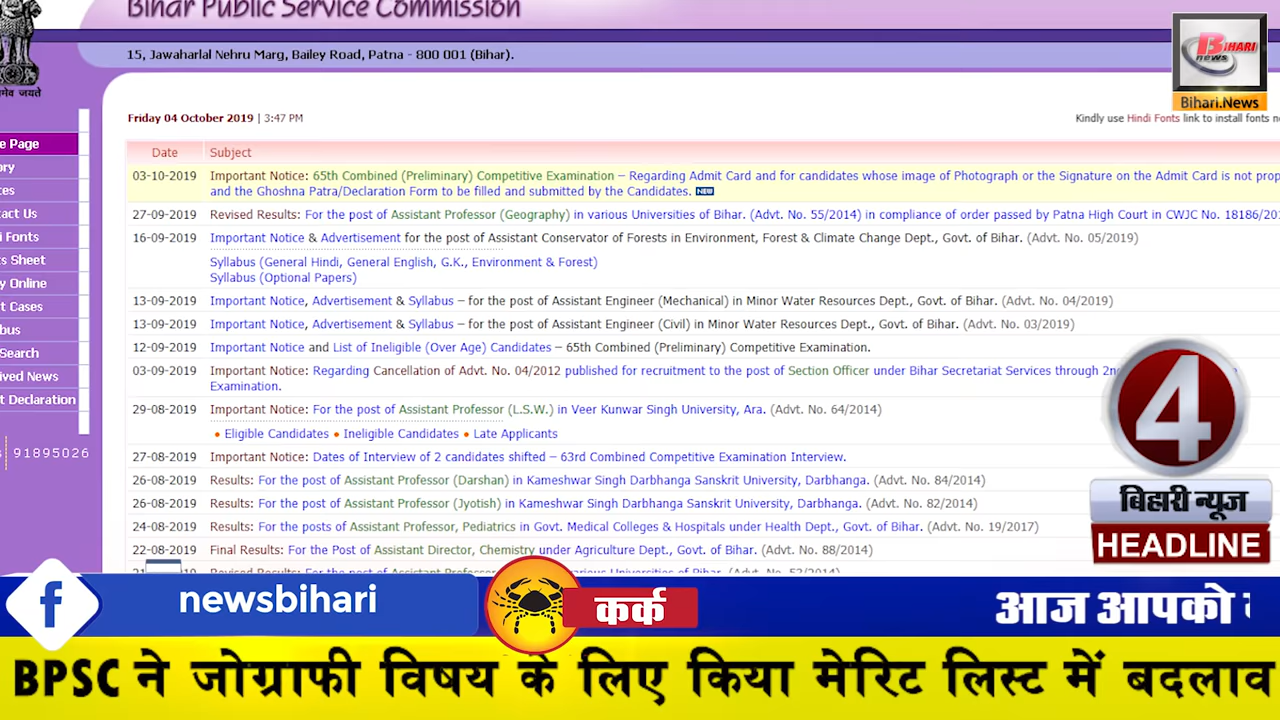 Bihar Public Service Commission
15, Jawaharlal Nehru Marg, Bailey Road, Patna - 800 001 (Bihar).
BIHARI
news
Bihari.News
Friday 04 October 2019 | 3:47 PM
Kindly use Hindi Fonts link to install fonts
Date Subject
03-10-2019 Important Notice: 65th Combined (Preliminary) Competitive Examination – Regarding Admit Card and for candidates whose image of Photograph or the Signature on the Admit Card is not
and the Ghoshna Patra/Declaration Form to be filled and submitted by the Candidates. NEW
27-09-2019 Revised Results: For the post of Assistant Professor (Geography) in various Universities of Bihar. (Advt. No. 55/2014) in compliance of order passed by Patna High Court in CWJC No. 18186/
16-09-2019 Important Notice & Advertisement for the post of Assistant Conservator of Forests in Environment, Forest & Climate Change Dept., Govt. of Bihar. (Advt. No. 05/2019)
Syllabus (General Hindi, General English, G.K., Environment & Forest)
Syllabus (Optional Papers)
13-09-2019 Important Notice, Advertisement & Syllabus – for the post of Assistant Engineer (Mechanical) in Minor Water Resources Dept., Govt. of Bihar. (Advt. No. 04/2019)
13-09-2019 Important Notice, Advertisement & Syllabus – for the post of Assistant Engineer (Civil) in Minor Water Resources Dept., Govt. of Bihar. (Advt. No. 03/2019)
12-09-2019 Important Notice and List of Ineligible (Over Age) Candidates – 65th Combined (Preliminary) Competitive Examination.
03-09-2019 Important Notice: Regarding Cancellation of Advt. No. 04/2012 published for recruitment to the post of Section Officer under Bihar Secretariat Services through
Examination.
29-08-2019 Important Notice: For the post of Assistant Professor (L.S.W.) in Veer Kunwar Singh University, Ara. (Advt. No. 64/2014)
• Eligible Candidates • Ineligible Candidates • Late Applicants
27-08-2019 Important Notice: Dates of Interview of 2 candidates shifted – 63rd Combined Competitive Examination Interview.
26-08-2019 Results: For the post of Assistant Professor (Darshan) in Kameshwar Singh Darbhanga Sanskrit University, Darbhanga. (Advt. No. 84/2014)
26-08-2019 Results: For the post of Assistant Professor (Jyotish) in Kameshwar Singh Darbhanga Sanskrit University, Darbhanga. (Advt. No. 82/2014)
24-08-2019 Results: For the posts of Assistant Professor, Pediatrics in Govt. Medical Colleges & Hospitals under Health Dept., Govt. of Bihar. (Advt. No. 19/2017)
22-08-2019 Final Results: For the Post of Assistant Director, Chemistry under Agriculture Dept., Govt. of Bihar. (Advt. No. 88/2014)
Page
Fonts
Sheet
Online
Cases
Search
News
Declaration
91895026
4
बिहारी न्यूज
HEADLINE
f newsbihari
कर्क
आज आपको
BPSC ने जोग्राफी विषय के लिए किया मेरिट लिस्ट में बदलाव